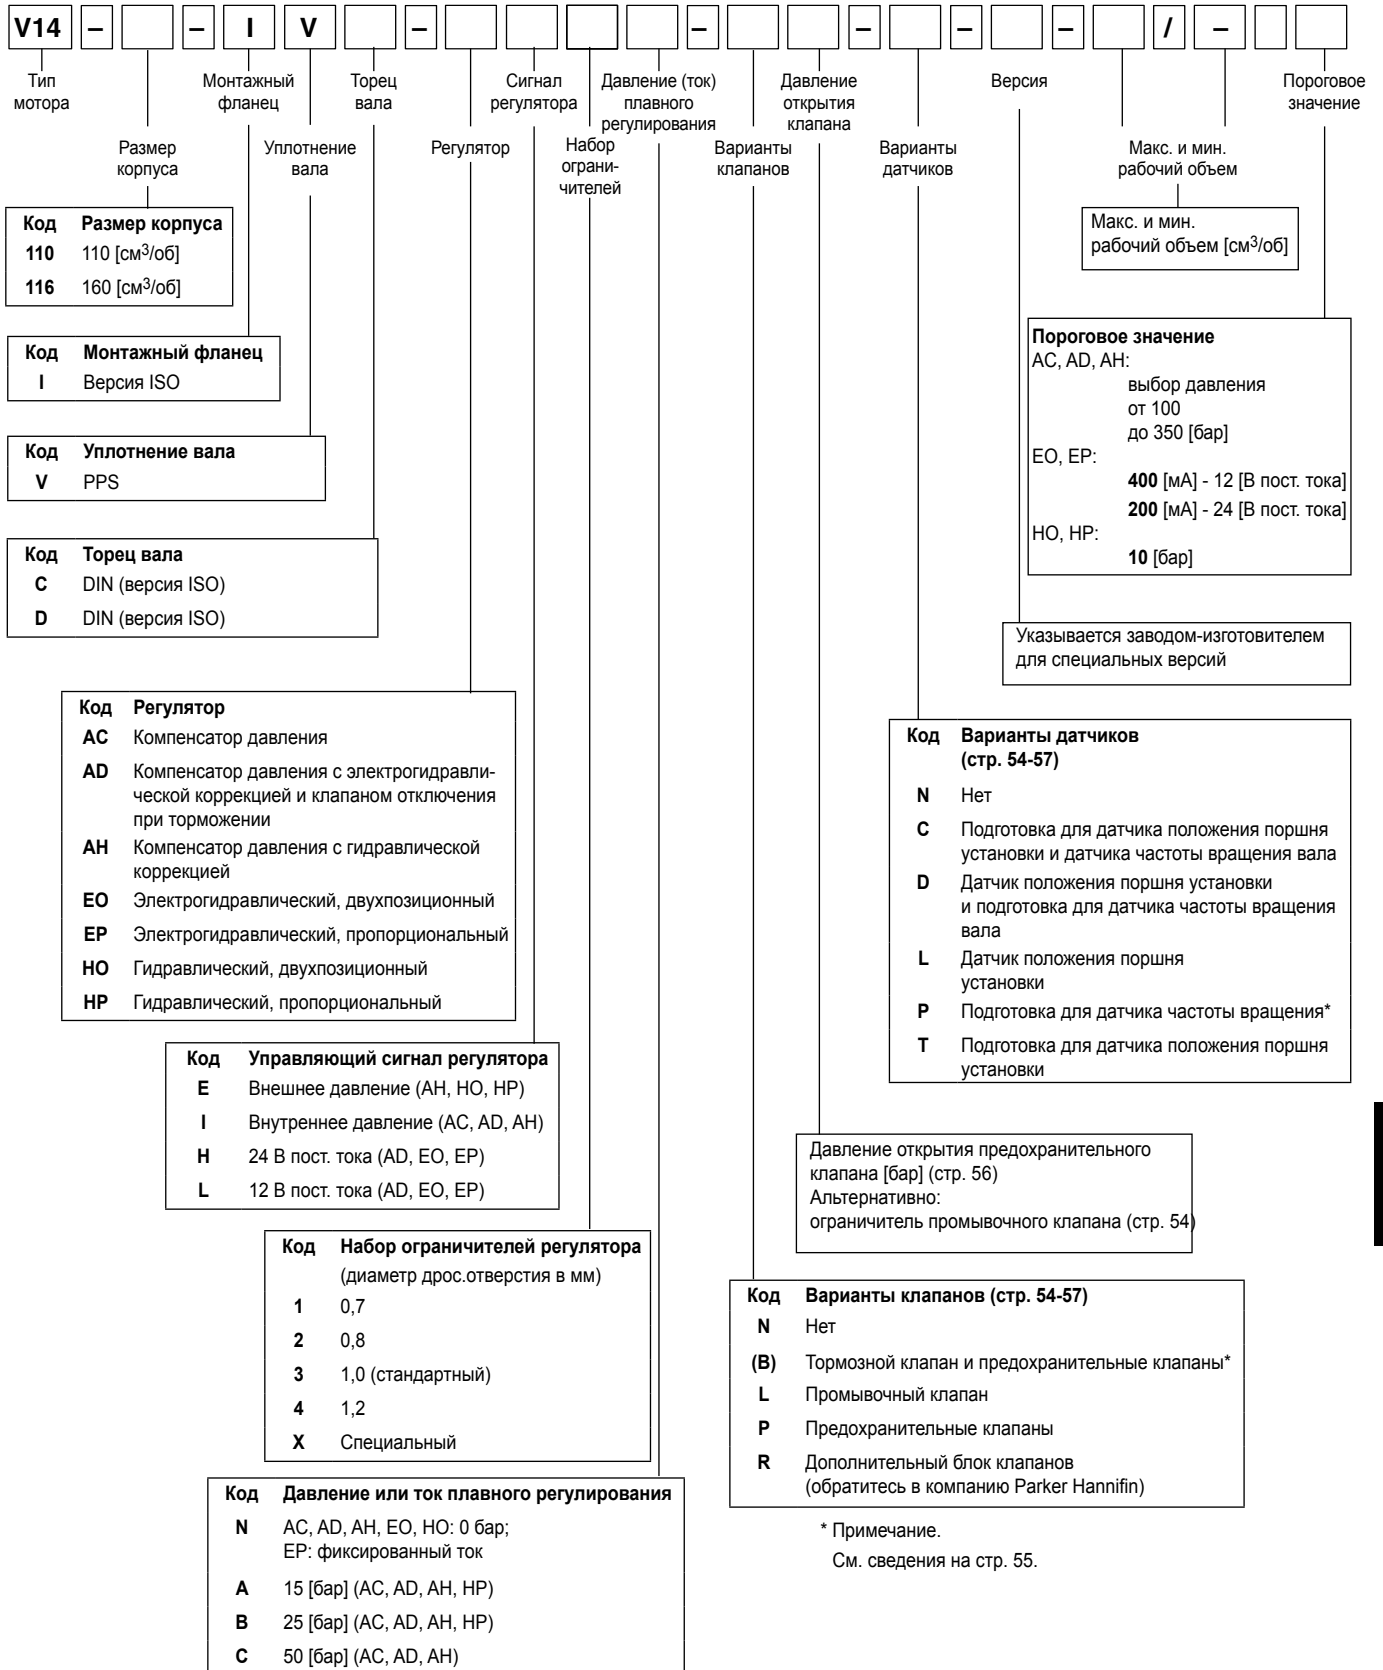 V14 – – I V – – – – – / –
Тип
мотора
Размер
корпуса
Монтажный
фланец
Уплотнение
вала
Торец
вала
Регулятор
Сигнал
регулятора
Набор
ограни-
чителей
Давление (ток)
плавного
регулирования
Варианты
клапанов
Давление
открытия
клапана
Варианты
датчиков
Версия
Макс. и мин.
рабочий объем
Пороговое
значение
Код Размер корпуса
110 110 [см3/об]
116 160 [см3/об]
Макс. и мин.
рабочий объем [см3/об]
Код Монтажный фланец
I Версия ISO
Код Уплотнение вала
V PPS
Код Торец вала
C DIN (версия ISO)
D DIN (версия ISO)
Пороговое значение
AC, AD, AH:
выбор давления
от 100
до 350 [бар]
EO, EP:
400 [мА] - 12 [В пост. тока]
200 [мА] - 24 [В пост. тока]
HO, HP:
10 [бар]
Указывается заводом-изготовителем
для специальных версий
Код Регулятор
AC Компенсатор давления
AD Компенсатор давления с электрогидравли-
ческой коррекцией и клапаном отключения
при торможении
AH Компенсатор давления с гидравлической
коррекцией
EO Электрогидравлический, двухпозиционный
EP Электрогидравлический, пропорциональный
HO Гидравлический, двухпозиционный
HP Гидравлический, пропорциональный
Код Варианты датчиков
(стр. 54-57)
N Нет
C Подготовка для датчика положения поршня
установки и датчика частоты вращения вала
D Датчик положения поршня установки
и подготовка для датчика частоты вращения
вала
L Датчик положения поршня
установки
P Подготовка для датчика частоты вращения*
T Подготовка для датчика положения поршня
установки
Код Управляющий сигнал регулятора
E Внешнее давление (AH, HO, HP)
I Внутреннее давление (AC, AD, AH)
H 24 В пост. тока (AD, EO, EP)
L 12 В пост. тока (AD, EO, EP)
Давление открытия предохранительного
клапана [бар] (стр. 56)
Альтернативно:
ограничитель промывочного клапана (стр. 54)
Код Набор ограничителей регулятора
(диаметр дрос.отверстия в мм)
1 0,7
2 0,8
3 1,0 (стандартный)
4 1,2
X Специальный
Код Варианты клапанов (стр. 54-57)
N Нет
(B) Тормозной клапан и предохранительные клапаны*
L Промывочный клапан
P Предохранительные клапаны
R Дополнительный блок клапанов
(обратитесь в компанию Parker Hannifin)
Код Давление или ток плавного регулирования
N AC, AD, AH, EO, HO: 0 бар;
EP: фиксированный ток
A 15 [бар] (AC, AD, AH, HP)
B 25 [бар] (AC, AD, AH, HP)
C 50 [бар] (AC, AD, AH)
* Примечание.
См. сведения на стр. 55.